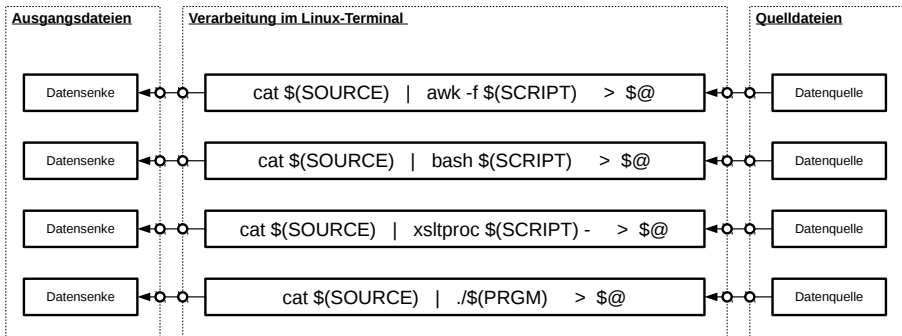 Ausgangsdateien Verarbeitung im Linux-Terminal Quelldateien
Datensenke cat $(SOURCE) | awk -f $(SCRIPT) > $@ Datenquelle
Datensenke cat $(SOURCE) | bash $(SCRIPT) > $@ Datenquelle
Datensenke cat $(SOURCE) | xsltproc $(SCRIPT) - > $@ Datenquelle
Datensenke cat $(SOURCE) | ./$(PRGM) > $@ Datenquelle